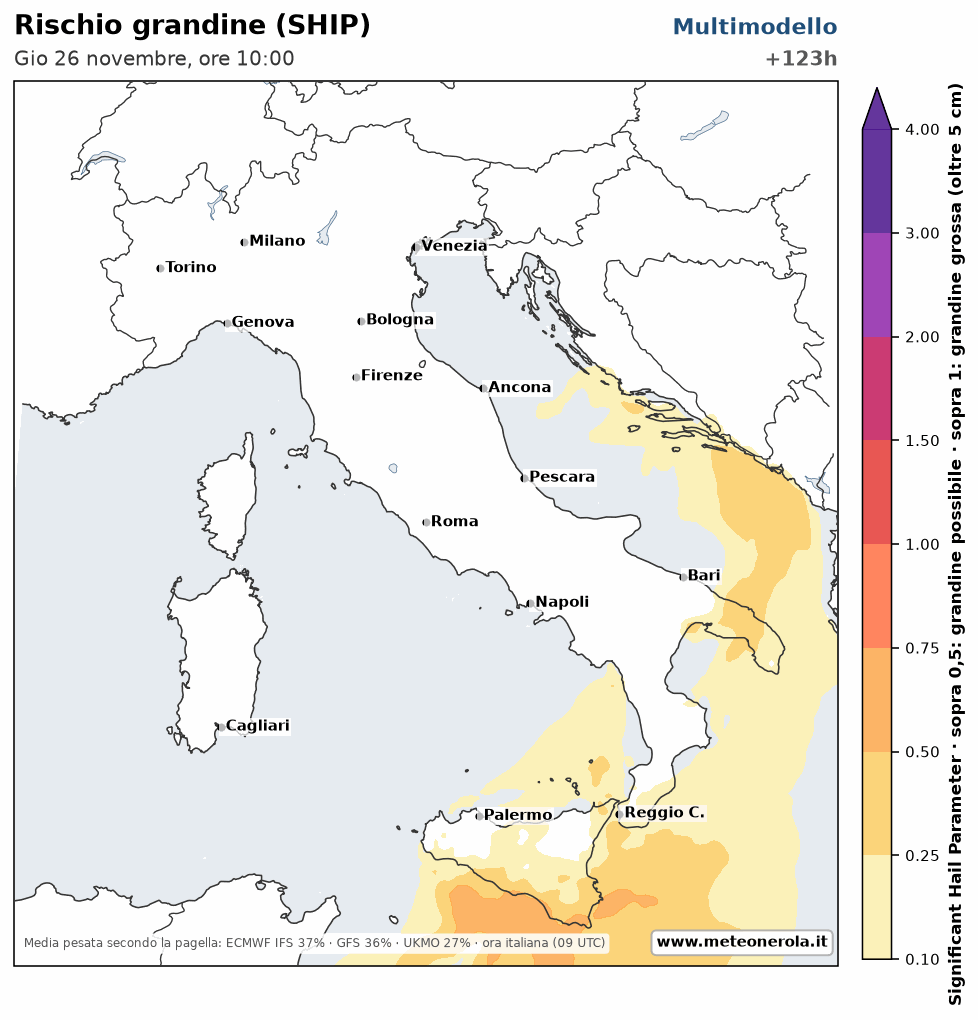 Rischio grandine (SHIP)
Multimodello
Gio 26 novembre, ore 10:00
+123h
Milano
Venezia
Torino
Genova
Bologna
Firenze
Ancona
Pescara
Roma
Bari
Napoli
Cagliari
Palermo
Reggio C.
Media pesata secondo la pagella: ECMWF IFS 37% · GFS 36% · UKMO 27% · ora italiana (09 UTC)
www.meteonerola.it
4.00
3.00
2.00
1.50
1.00
0.75
0.50
0.25
0.10
Significant Hail Parameter · sopra 0,5: grandine possibile · sopra 1: grandine grossa (oltre 5 cm)